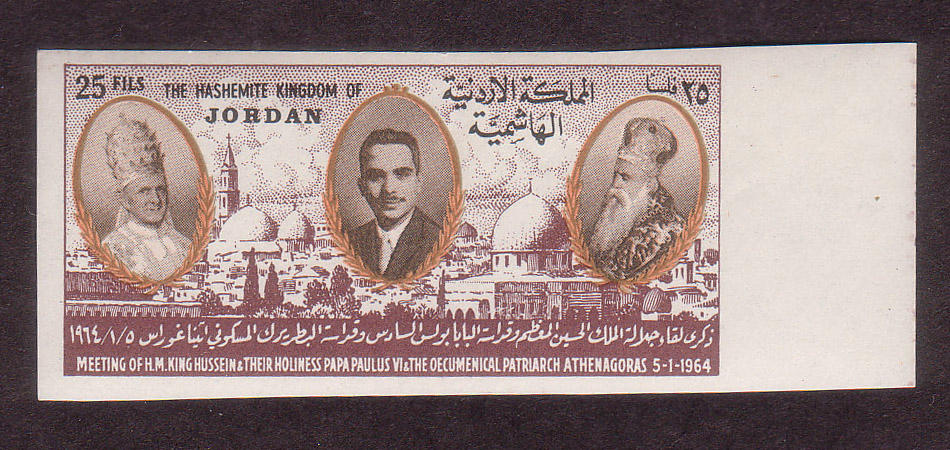 25 FILS
THE HASHEMITE KINGDOM OF
JORDAN
المملكة الاردنية
الهاشمية
٢٥ فلسا
ذكرى لقاء جلالة الملك الحسين المعظم وقداسة البابا بولس السادس وقداسة البطريرك المسكوني اثيناغوراس ١٩٦٤/١/٥
MEETING OF H.M. KING HUSSEIN & THEIR HOLINESS PAPA PAULUS VI & THE OECUMENICAL PATRIARCH ATHENAGORAS 5-1-1964